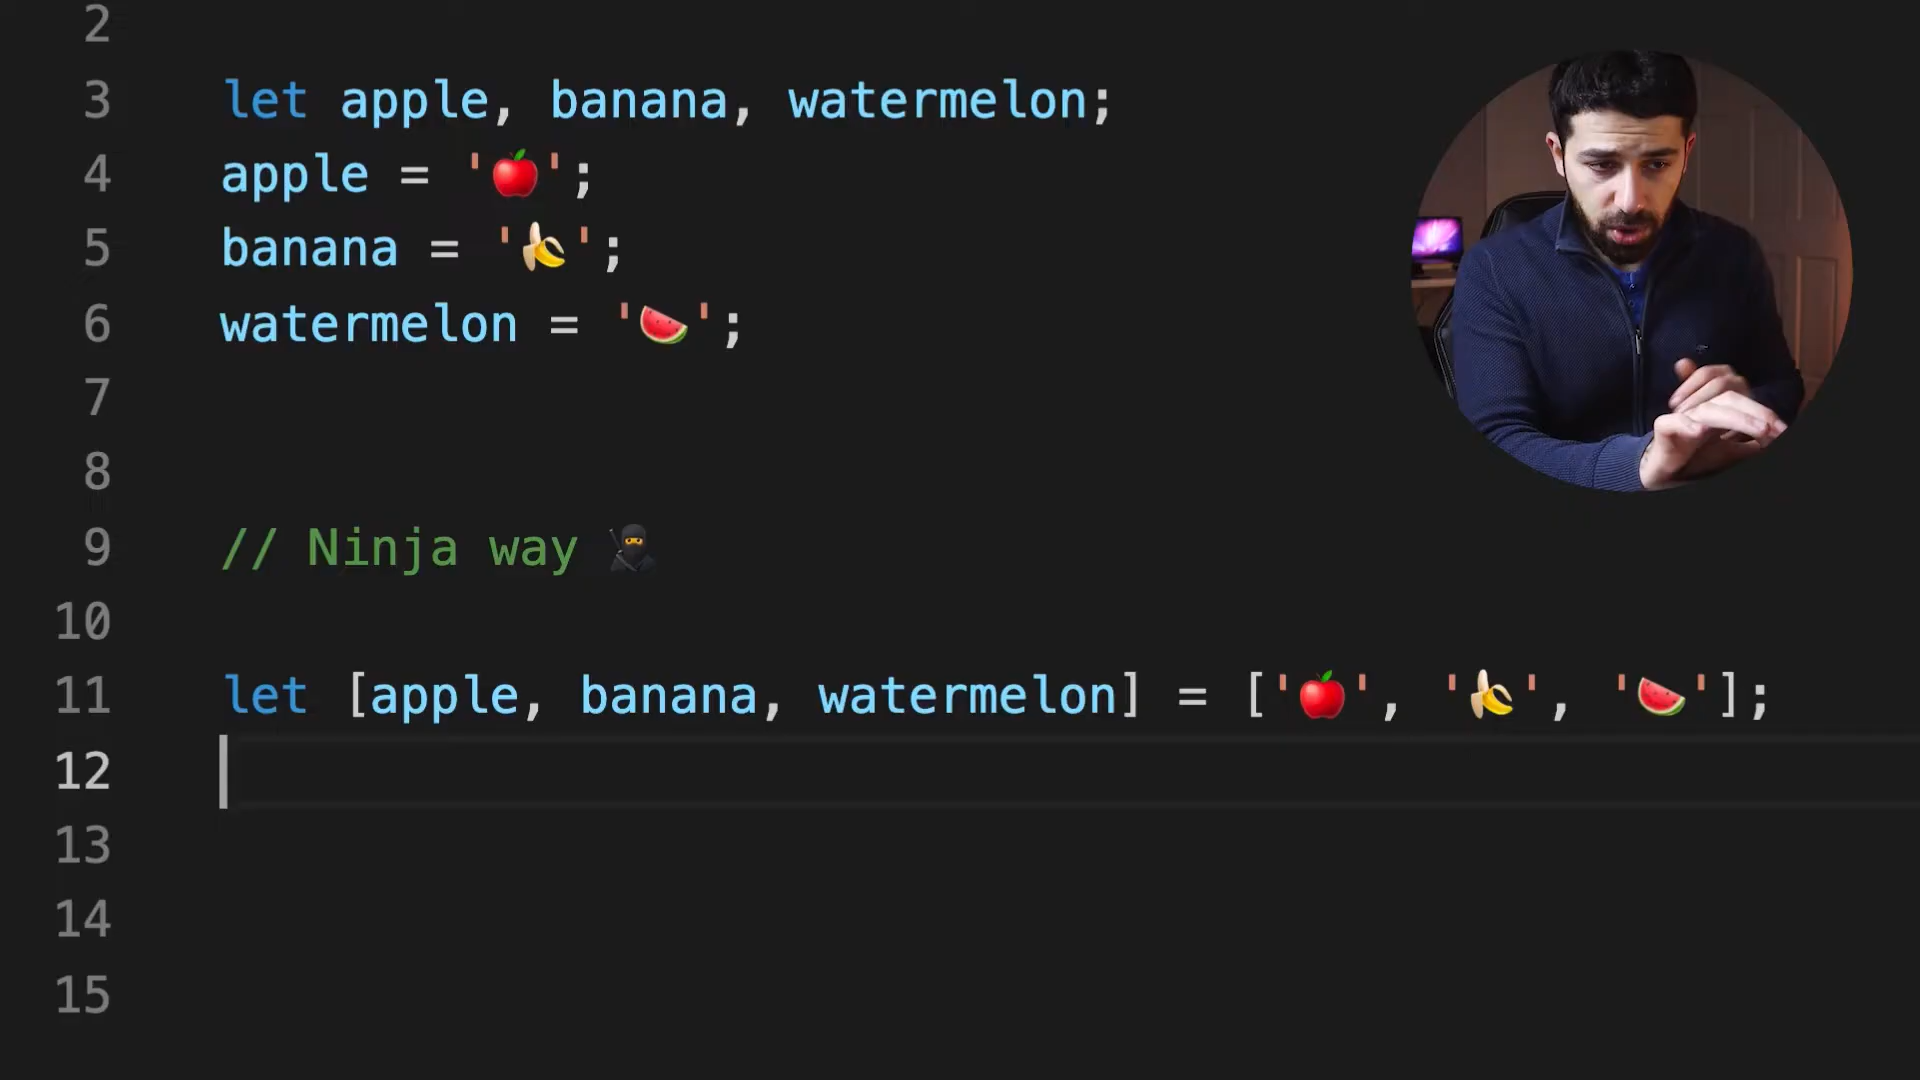 2
3 let apple, banana, watermelon;
4 apple = '🍎';
5 banana = '🍌';
6 watermelon = '🍉';
7
8
9 // Ninja way 🥷
10
11 let [apple, banana, watermelon] = ['🍎', '🍌', '🍉'];
12
13
14
15